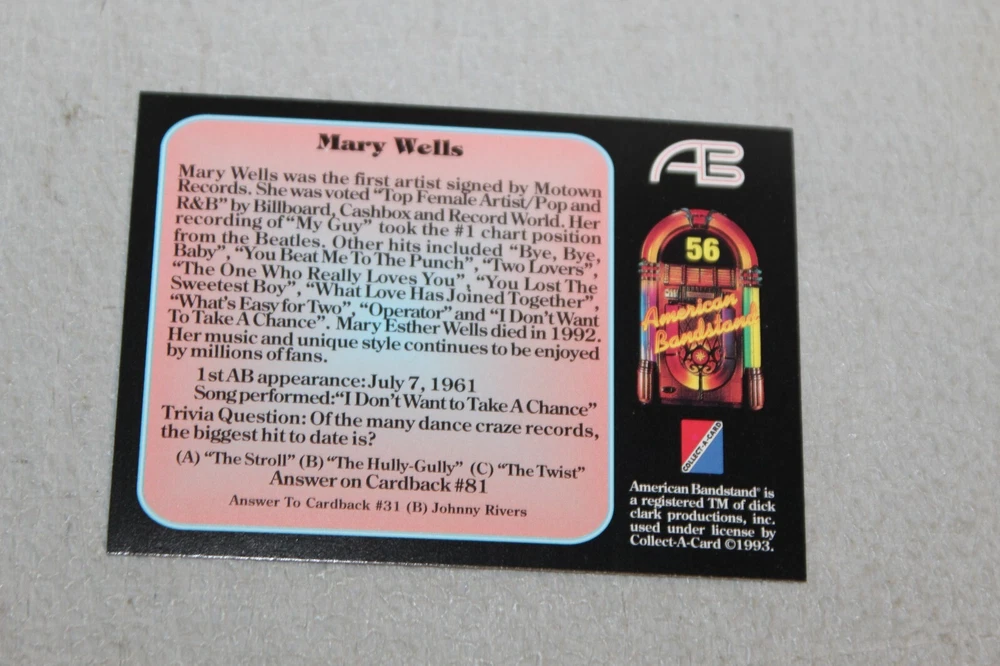 Mary Wells
Mary Wells was the first artist signed by Motown
Records. She was voted "Top Female Artist/Pop and
R&B" by Billboard, Cashbox and Record World. Her
recording of "My Guy" took the #1 chart position
from the Beatles. Other hits included "Bye, Bye,
Baby", "You Beat Me To The Punch", "Two Lovers",
"The One Who Really Loves You", "You Lost The
Sweetest Boy", "What Love Has Joined Together",
"What's Easy for Two", "Operator" and "I Don't Want
To Take A Chance". Mary Esther Wells died in 1992.
Her music and unique style continues to be enjoyed
by millions of fans.
1st AB appearance: July 7, 1961
Song performed: "I Don't Want to Take A Chance"
Trivia Question: Of the many dance craze records,
the biggest hit to date is?
(A) "The Stroll" (B) "The Hully-Gully" (C) "The Twist"
Answer on Cardback #81
Answer To Cardback #31 (B) Johnny Rivers
AB
56
American
Bandstand
COLLECT-A-CARD
American Bandstand® is
a registered TM of dick
clark productions, inc.
used under license by
Collect-A-Card ©1993.